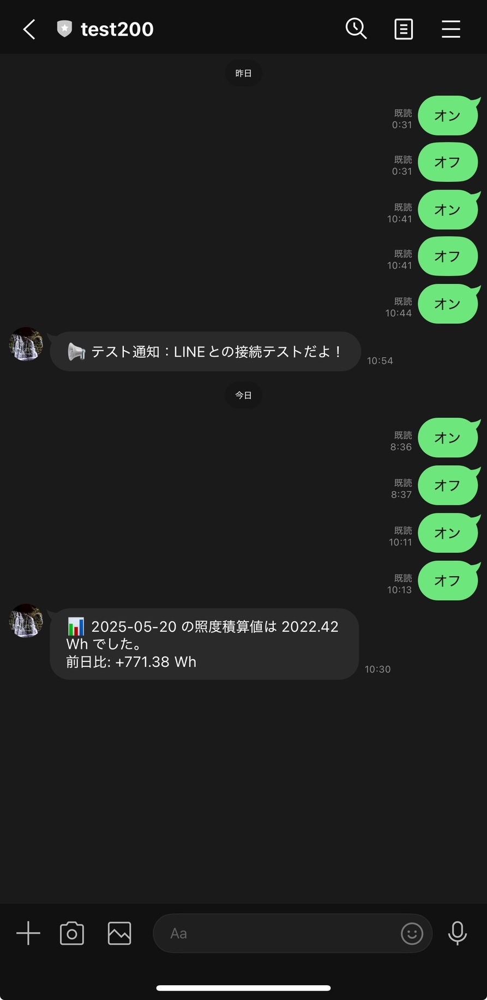 test200
昨日
オン
既読
0:31
オフ
既読
0:31
オン
既読
10:41
オフ
既読
10:41
オン
既読
10:44
📢 テスト通知：LINEとの接続テストだよ！
10:54
今日
オン
既読
8:36
オフ
既読
8:37
オン
既読
10:11
オフ
既読
10:13
📊 2025-05-20 の照度積算値は 2022.42
Wh でした。
前日比: +771.38 Wh
10:30
Aa